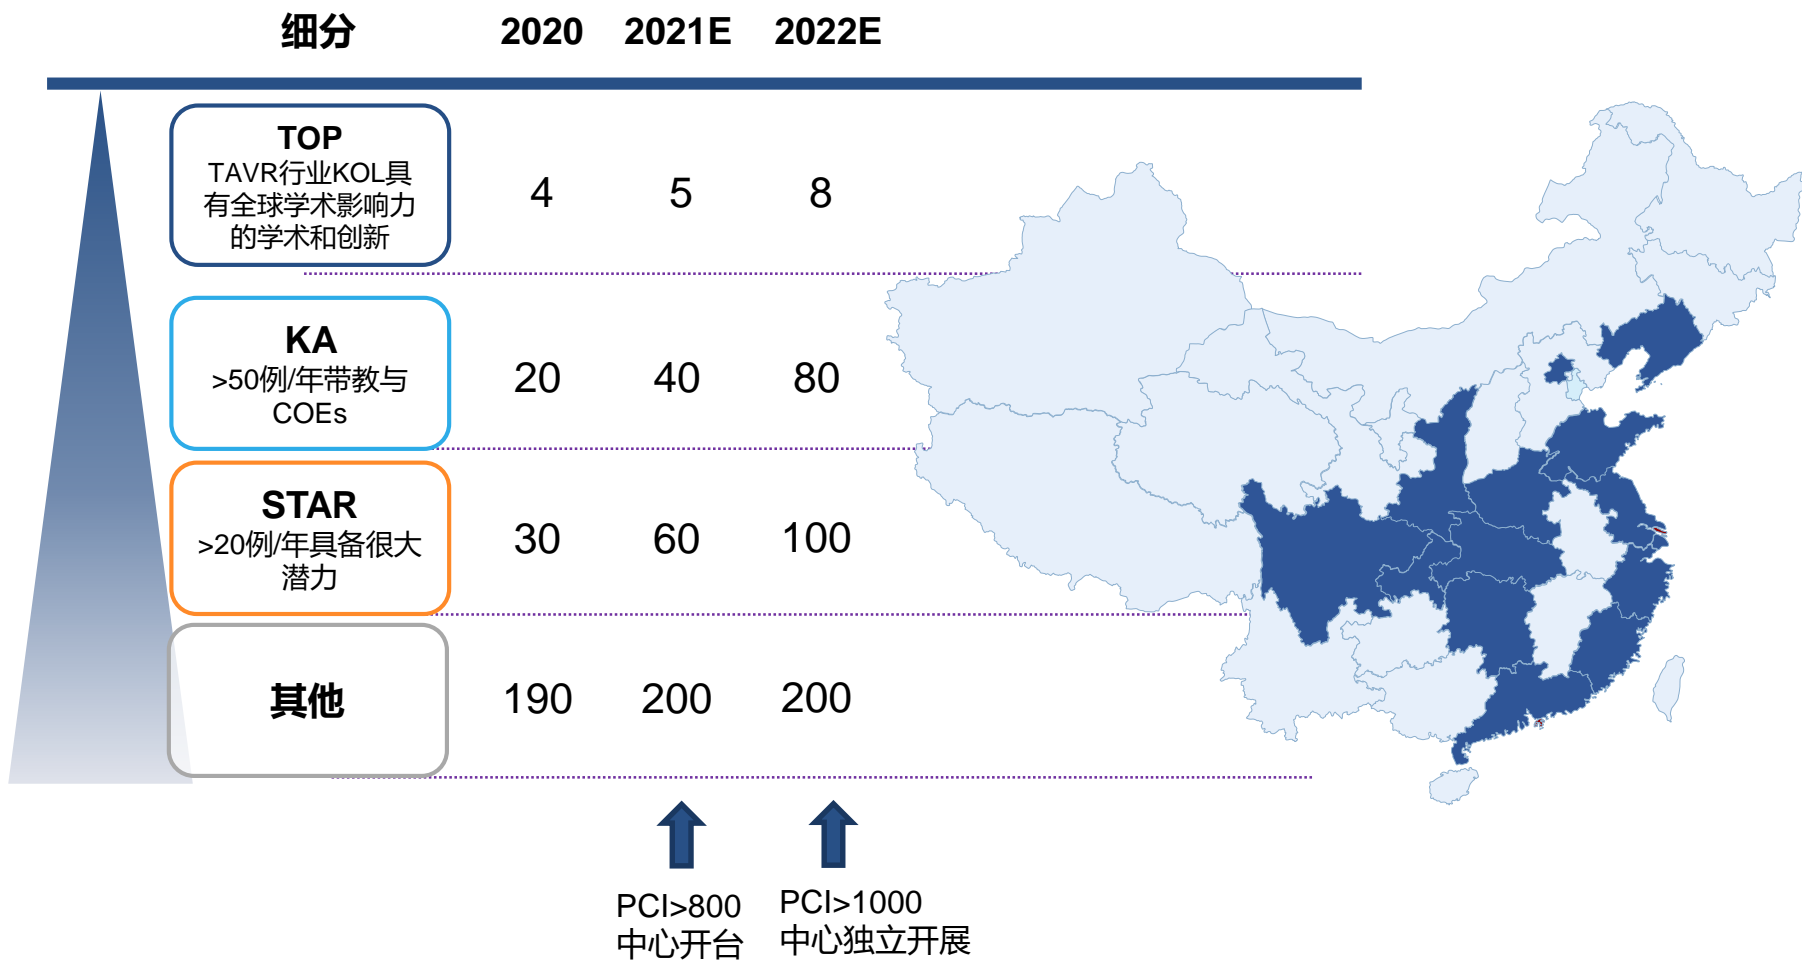 细分 2020 2021E 2022E
TOP
TAVR行业KOL具
有全球学术影响力
的学术和创新
4 5 8
KA
>50例/年带教与
COEs
20 40 80
STAR
>20例/年具备很大
潜力
30 60 100
其他
190 200 200
PCI>800
中心开台
PCI>1000
中心独立开展